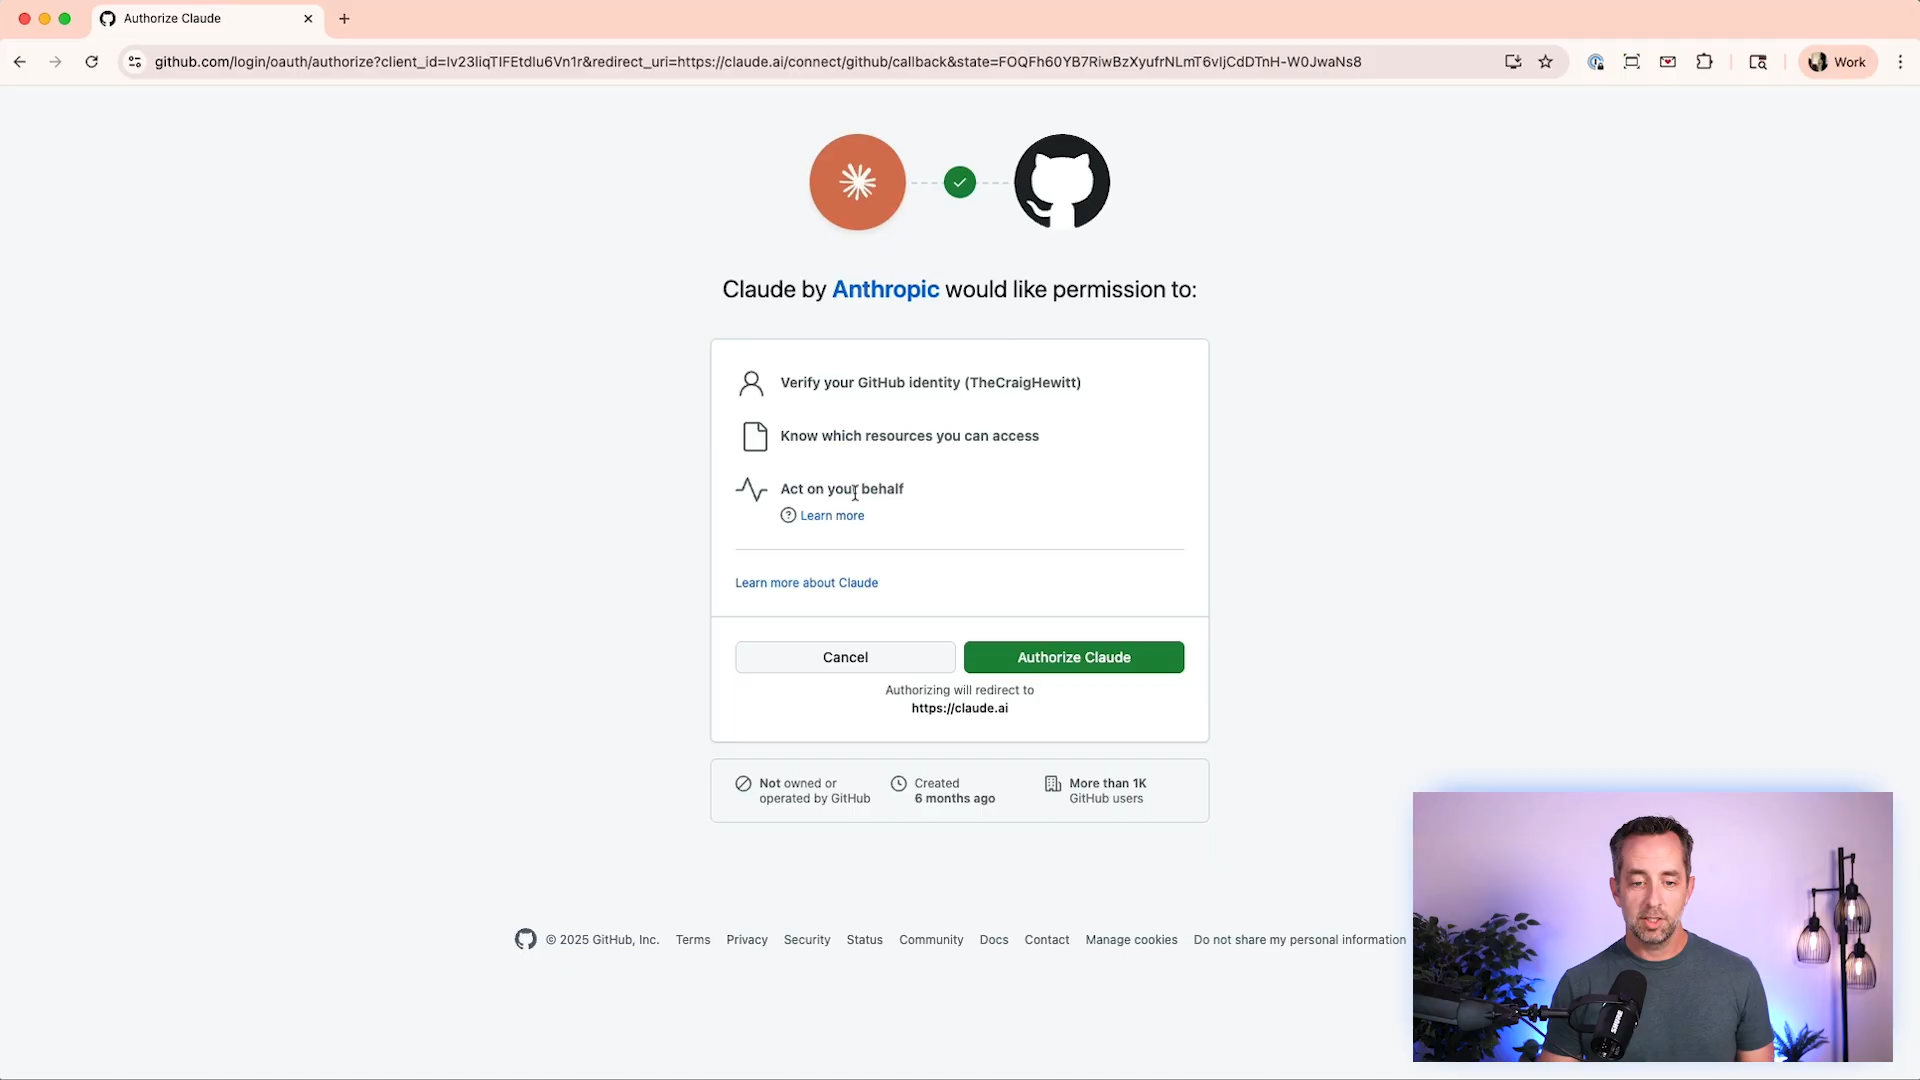 Authorize Claude
github.com/login/oauth/authorize?client_id=Iv23liqTIFEtdlu6Vn1r&redirect_uri=https://claude.ai/connect/github/callback&state=FOQFh60YB7RiwBzXyufrNLmT6vIjCdDTnH-W0JwaNs8
Work
Claude by Anthropic would like permission to:
Verify your GitHub identity (TheCraigHewitt)
Know which resources you can access
Act on your behalf
Learn more
Learn more about Claude
Cancel
Authorize Claude
Authorizing will redirect to
https://claude.ai
Not owned or
operated by GitHub
Created
6 months ago
More than 1K
GitHub users
© 2025 GitHub, Inc.
Terms
Privacy
Security
Status
Community
Docs
Contact
Manage cookies
Do not share my personal information
SHURE